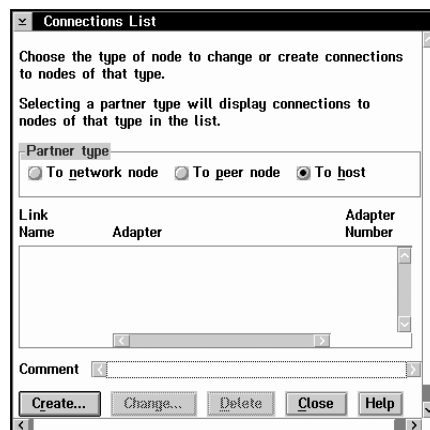 Connections List
Choose the type of node to change or create connections
to nodes of that type.
Selecting a partner type will display connections to
nodes of that type in the list.
Partner type
To network node To peer node To host
Link Adapter
Name Adapter Number
Comment
Create... Change... Delete Close Help